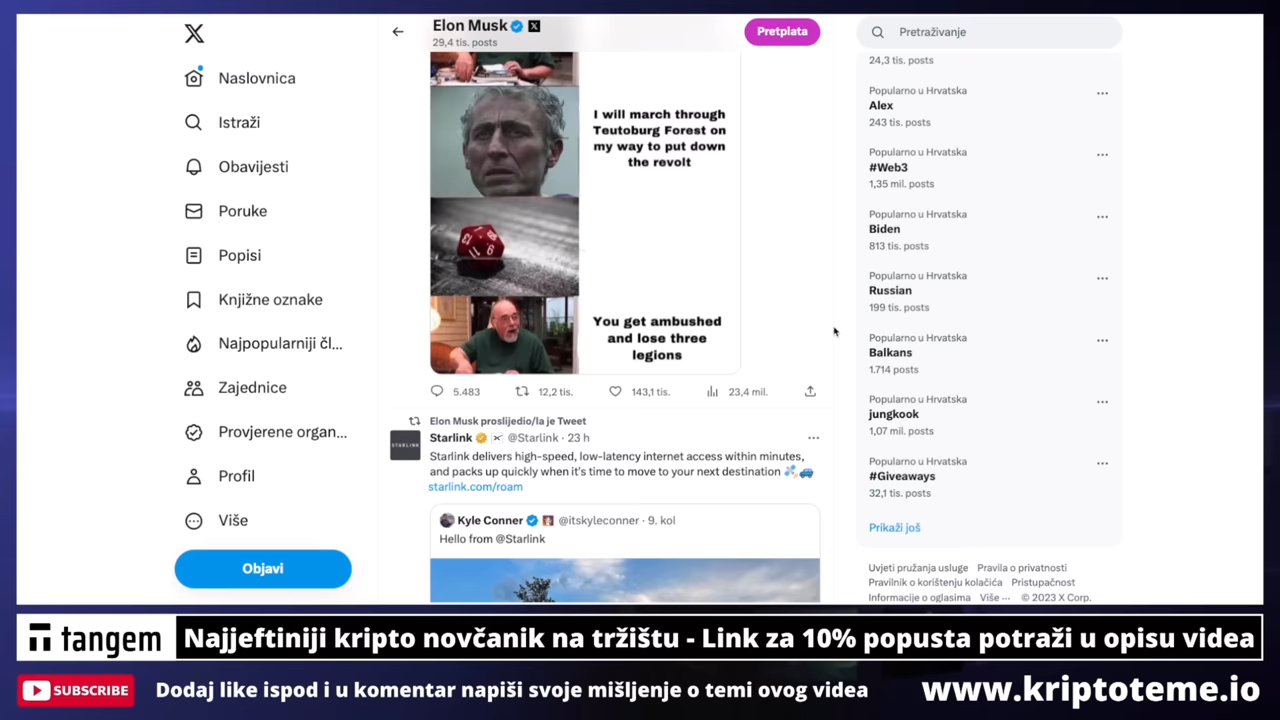 Naslovnica
Istraži
Obavijesti
Poruke
Popisi
Knjižne oznake
Najpopularniji čl...
Zajednice
Provjerene organ...
Profil
Više
Objavi
Elon Musk
29,4 tis. posts
Pretplata
I will march through
Teutoburg Forest on
my way to put down
the revolt
You get ambushed
and lose three
legions
5.483
12,2 tis.
143,1 tis.
23,4 mil.
Elon Musk proslijedio/la je Tweet
STARLINK
Starlink @Starlink · 23 h
Starlink delivers high-speed, low-latency internet access within minutes,
and packs up quickly when it's time to move to your next destination
starlink.com/roam
Kyle Conner @itskyleconner · 9. kol
Hello from @Starlink
Pretraživanje
24,3 tis. posts
Popularno u Hrvatska
Alex
243 tis. posts
Popularno u Hrvatska
#Web3
1,35 mil. posts
Popularno u Hrvatska
Biden
813 tis. posts
Popularno u Hrvatska
Russian
199 tis. posts
Popularno u Hrvatska
Balkans
1.714 posts
Popularno u Hrvatska
jungkook
1,07 mil. posts
Popularno u Hrvatska
#Giveaways
32,1 tis. posts
Prikaži još
Uvjeti pružanja usluge Pravila o privatnosti
Pravilnik o korištenju kolačića Pristupačnost
Informacije o oglasima Više ··· © 2023 X Corp.
tangem
Najjeftiniji kripto novčanik na tržištu - Link za 10% popusta potraži u opisu videa
SUBSCRIBE
Dodaj like ispod i u komentar napiši svoje mišljenje o temi ovog videa
www.kriptoteme.io